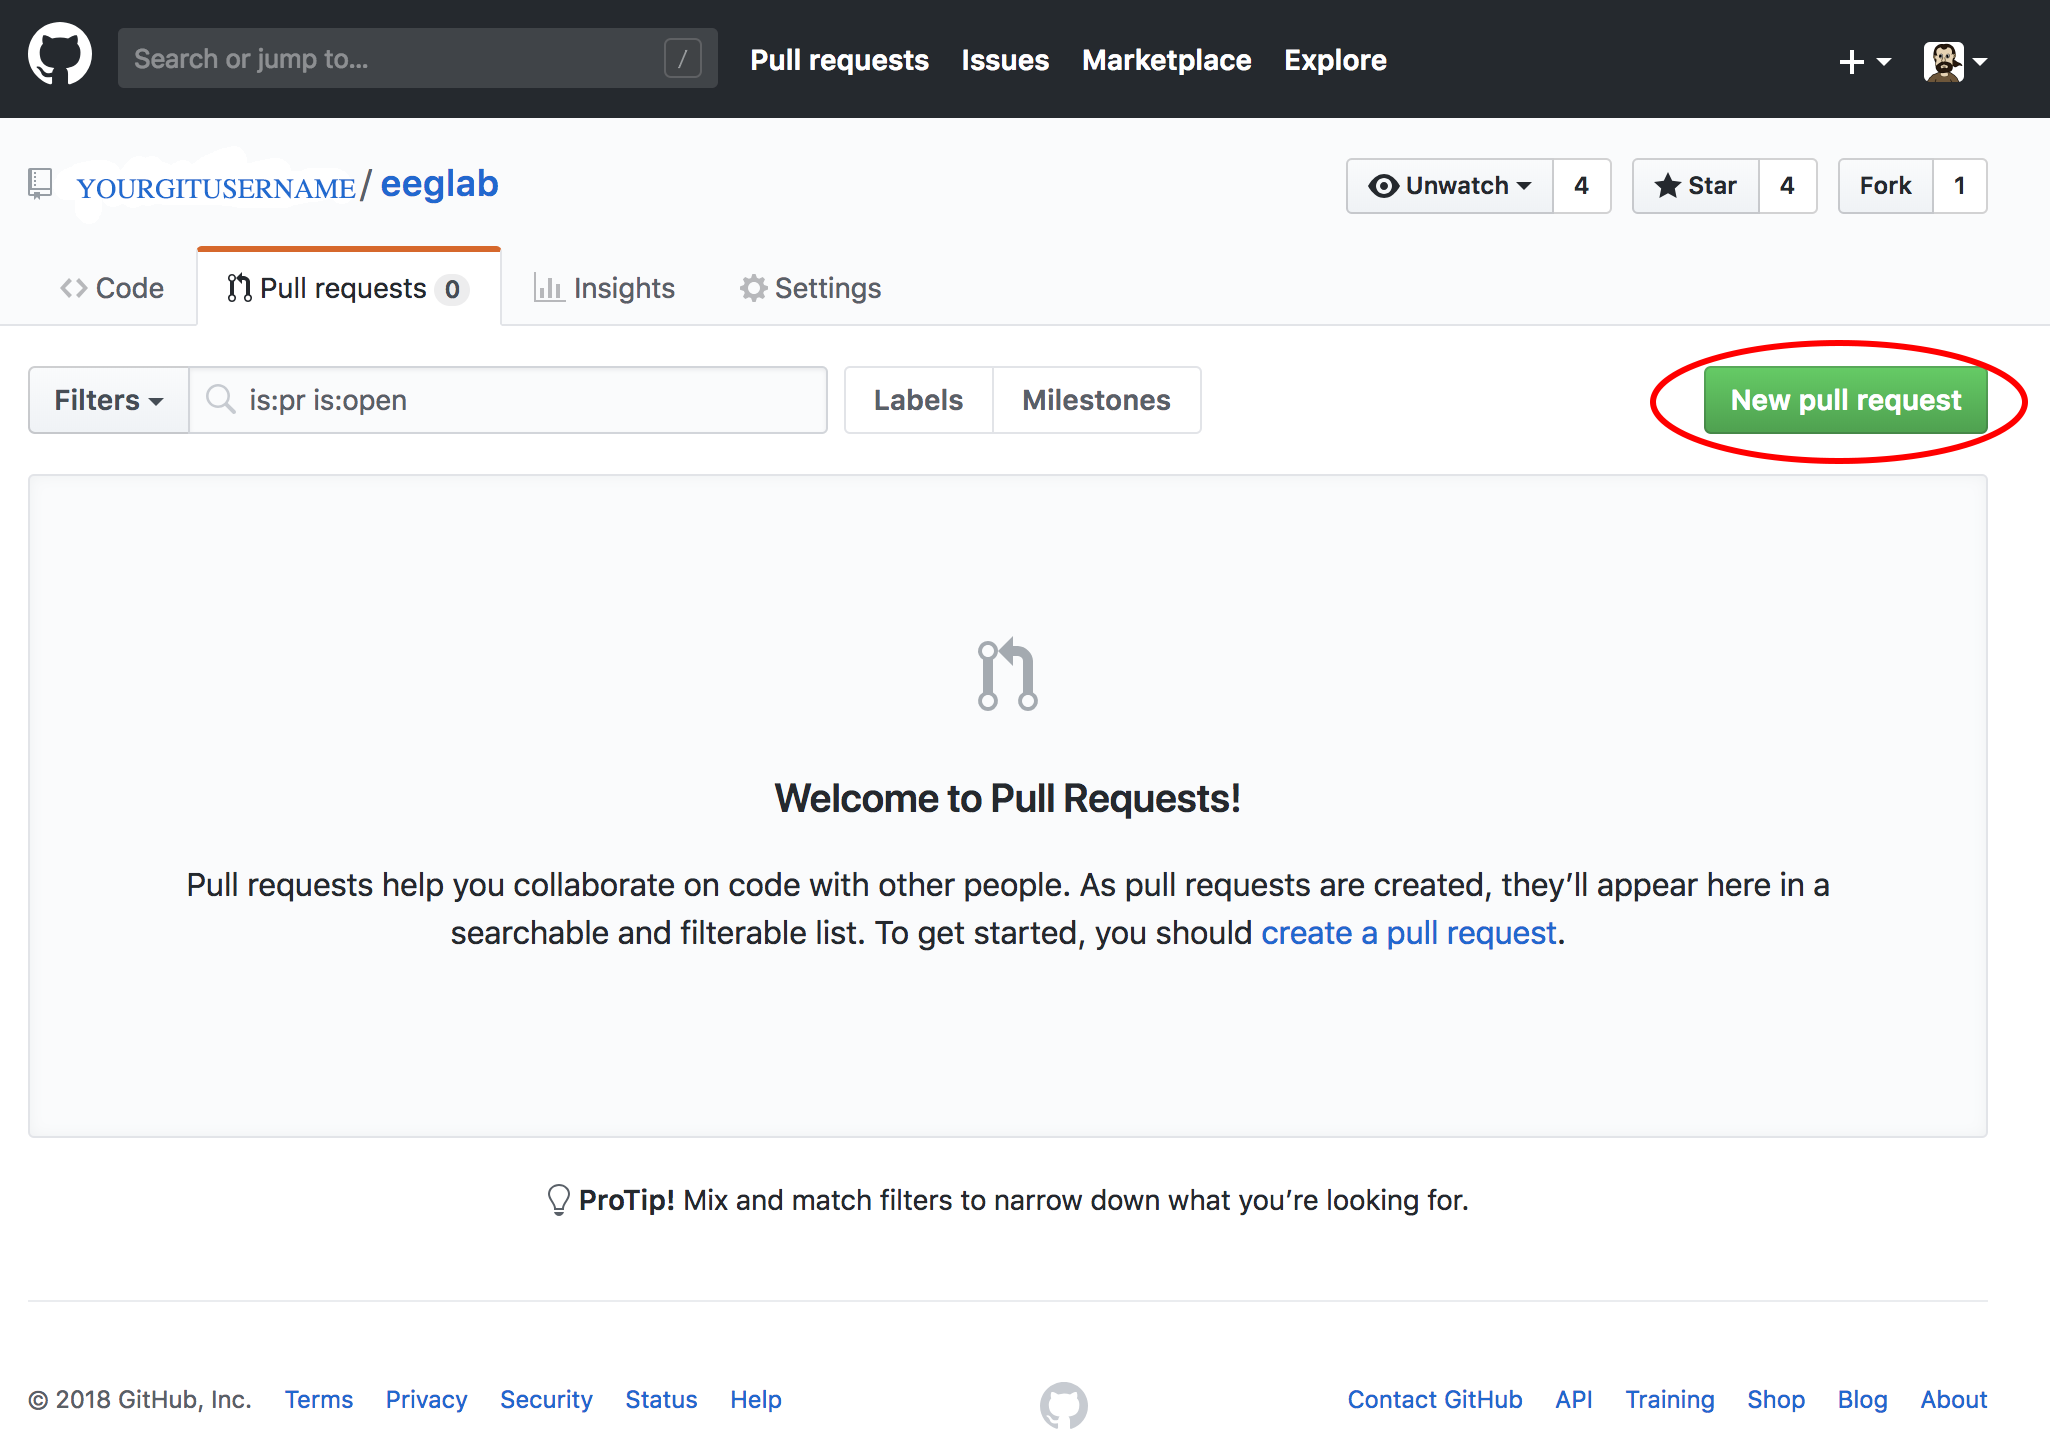 Search or jump to... /
Pull requests Issues Marketplace Explore
YOURGITUSERNAME / eeglab
Unwatch 4 Star 4 Fork 1
Code Pull requests 0 Insights Settings
Filters is:pr is:open Labels Milestones New pull request
Welcome to Pull Requests!
Pull requests help you collaborate on code with other people. As pull requests are created, they’ll appear here in a
searchable and filterable list. To get started, you should create a pull request.
ProTip! Mix and match filters to narrow down what you’re looking for.
© 2018 GitHub, Inc. Terms Privacy Security Status Help Contact GitHub API Training Shop Blog About